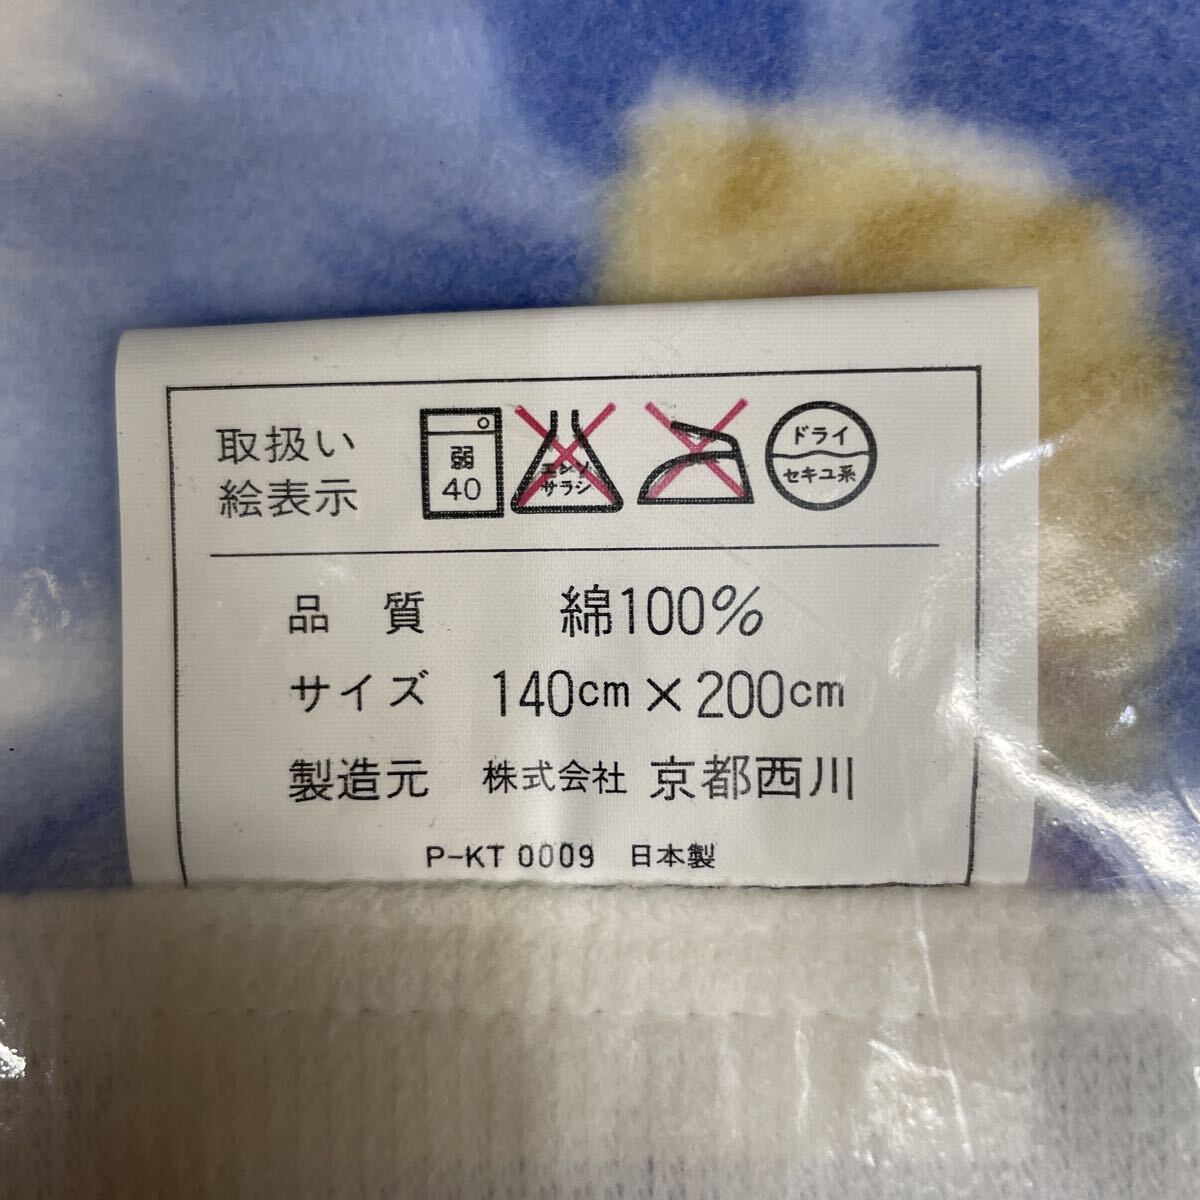 取扱い
絵表示
弱
40
エンソ
サラシ
ドライ
セキユ系
品 質 綿100%
サイズ 140cm×200cm
製造元 株式会社 京都西川
P-KT 0009 日本製